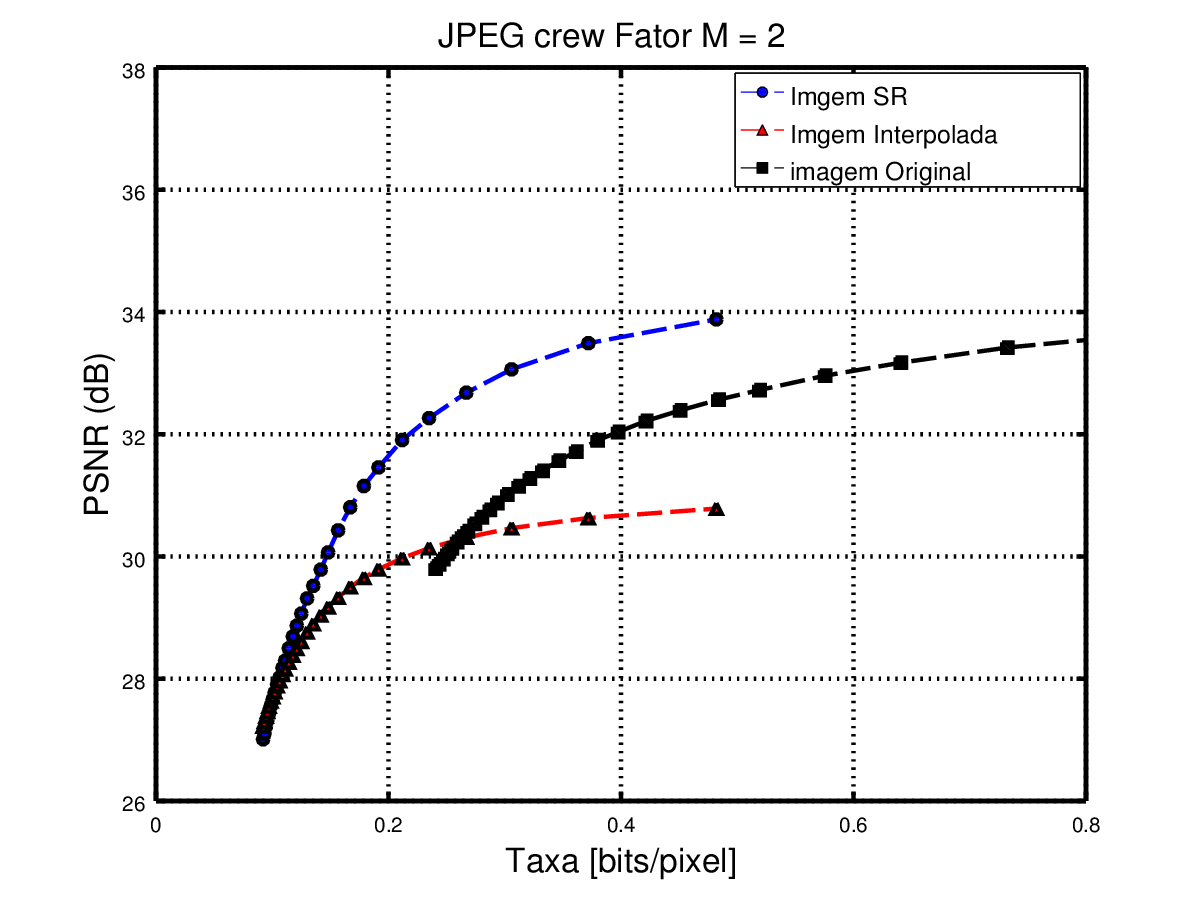 JPEG crew Fator M = 2
Imgem SR
Imgem Interpolada
imagem Original
38
36
34
32
30
28
26
PSNR (dB)
0 0.2 0.4 0.6 0.8
Taxa [bits/pixel]